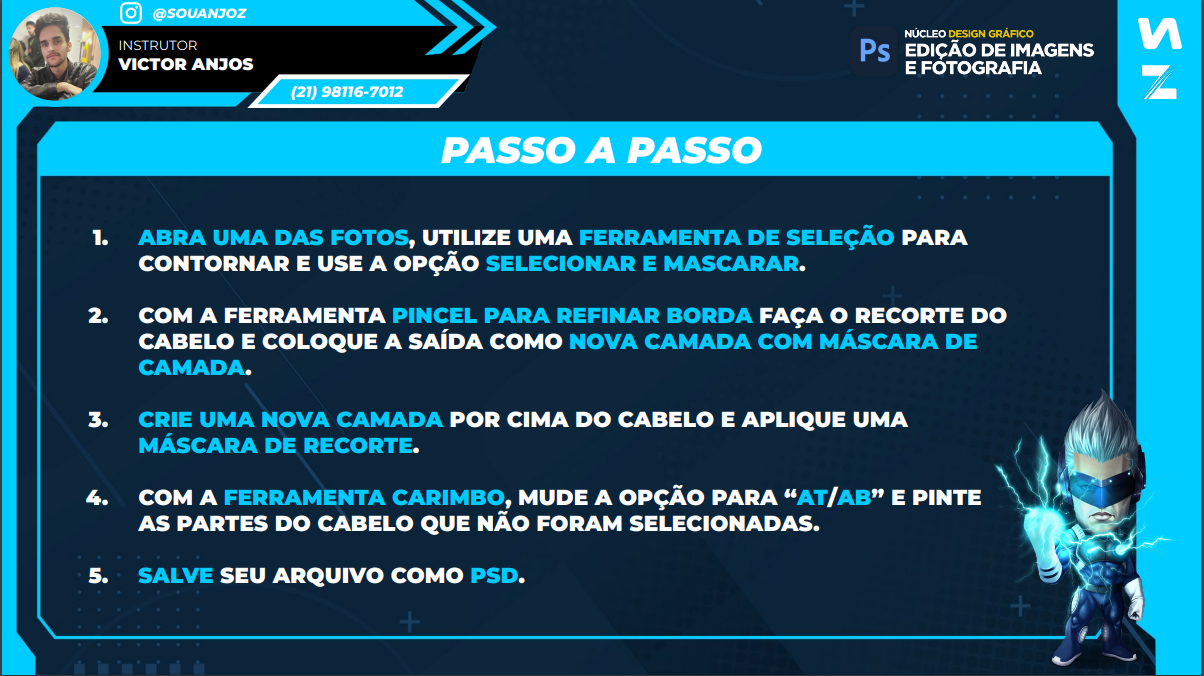 @SOUANJOZ
INSTRUTOR
VICTOR ANJOS
(21) 98116-7012
Ps
NÚCLEO DESIGN GRÁFICO
EDIÇÃO DE IMAGENS
E FOTOGRAFIA
PASSO A PASSO
1. ABRA UMA DAS FOTOS, UTILIZE UMA FERRAMENTA DE SELEÇÃO PARA
CONTORNAR E USE A OPÇÃO SELECIONAR E MASCARAR.
2. COM A FERRAMENTA PINCEL PARA REFINAR BORDA FAÇA O RECORTE DO
CABELO E COLOQUE A SAÍDA COMO NOVA CAMADA COM MÁSCARA DE
CAMADA.
3. CRIE UMA NOVA CAMADA POR CIMA DO CABELO E APLIQUE UMA
MÁSCARA DE RECORTE.
4. COM A FERRAMENTA CARIMBO, MUDE A OPÇÃO PARA “AT/AB” E PINTE
AS PARTES DO CABELO QUE NÃO FORAM SELECIONADAS.
5. SALVE SEU ARQUIVO COMO PSD.